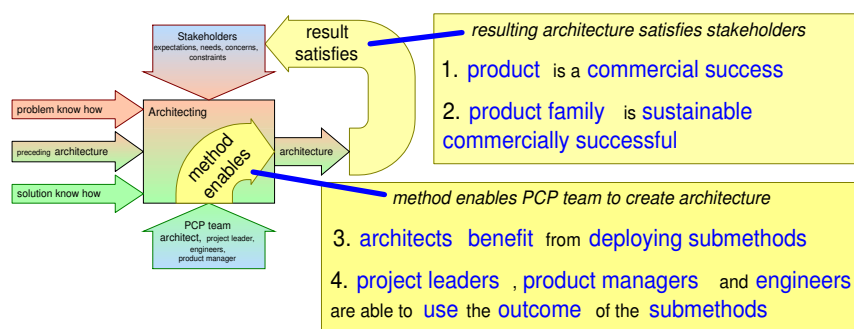 Stakeholders
expectations, needs, concerns,
constraints
result
satisfies
problem know how
preceding architecture
solution know how
Architecting
method
enables
architecture
PCP team
architect, project leader,
engineers,
product manager
resulting architecture satisfies stakeholders
1. product is a commercial success
2. product family is sustainable
commercially successful
method enables PCP team to create architecture
3. architects benefit from deploying submethods
4. project leaders , product managers and engineers
are able to use the outcome of the submethods